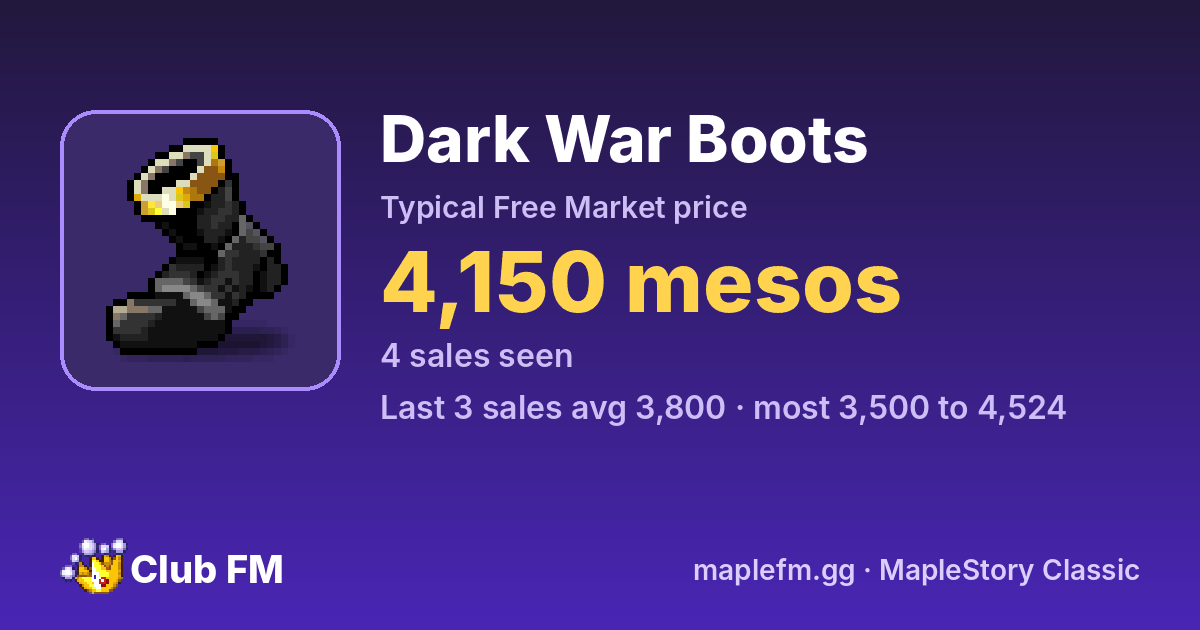 Dark War Boots
Typical Free Market price
4,150 mesos
4 sales seen
Last 3 sales avg 3,800 · most 3,500 to 4,524
Club FM
maplefm.gg · MapleStory Classic